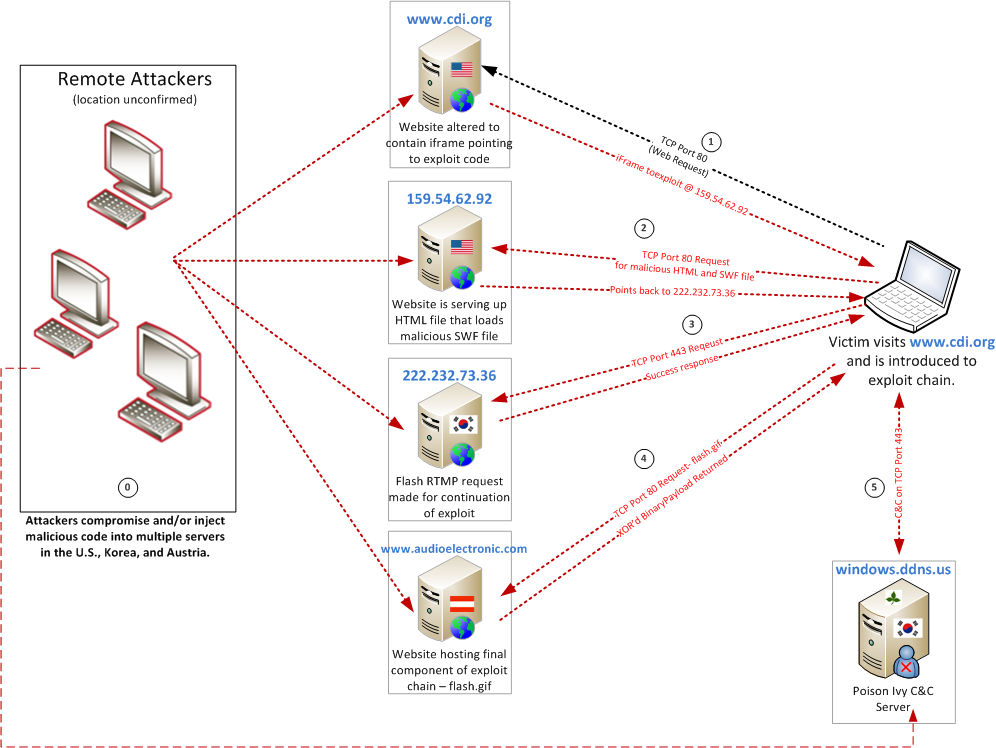 Remote Attackers
(location unconfirmed)
0
Attackers compromise and/or inject
malicious code into multiple servers
in the U.S., Korea, and Austria.
www.cdi.org
Website altered to
contain iframe pointing
to exploit code
159.54.62.92
Website is serving up
HTML file that loads
malicious SWF file
222.232.73.36
Flash RTMP request
made for continuation
of exploit
www.audioelectronic.com
Website hosting final
component of exploit
chain – flash.gif
1
TCP Port 80
(Web Request)
iFrame toexploit @ 159.54.62.92
2
TCP Port 80 Request
for malicious HTML and SWF file
Points back to 222.232.73.36
3
TCP Port 443 Reqeust
Success response
4
TCP Port 80 Request- flash.gif
XOR'd BinaryPayload Returned
Victim visits www.cdi.org
and is introduced to
exploit chain.
5
C&C on TCP Port 443
windows.ddns.us
Poison Ivy C&C
Server